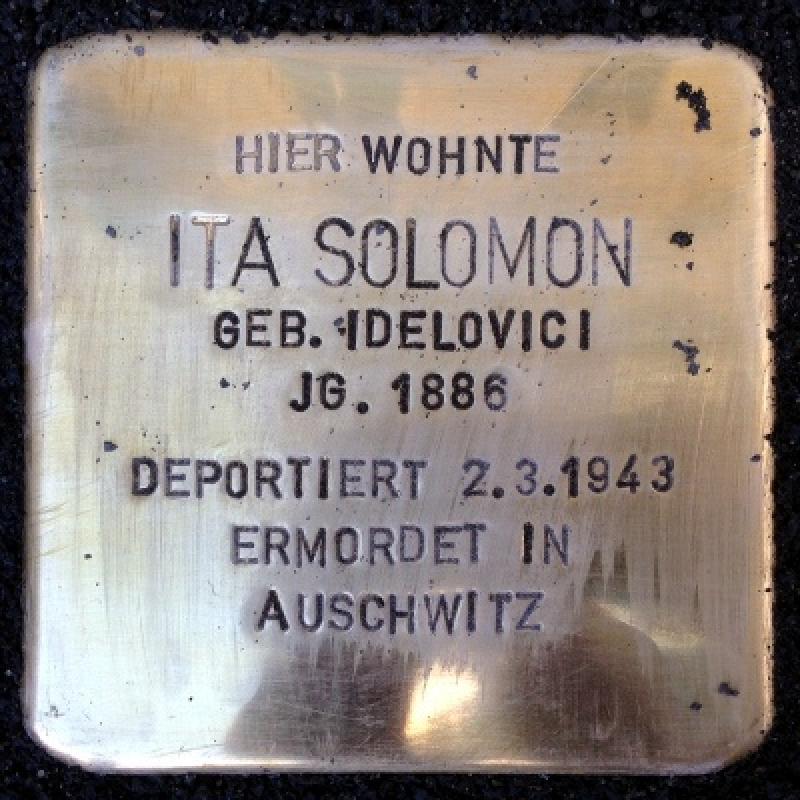 HIER WOHNTE
ITA SOLOMON
GEB. IDELOVICI
JG. 1886
DEPORTIERT 2.3.1943
ERMORDET IN
AUSCHWITZ